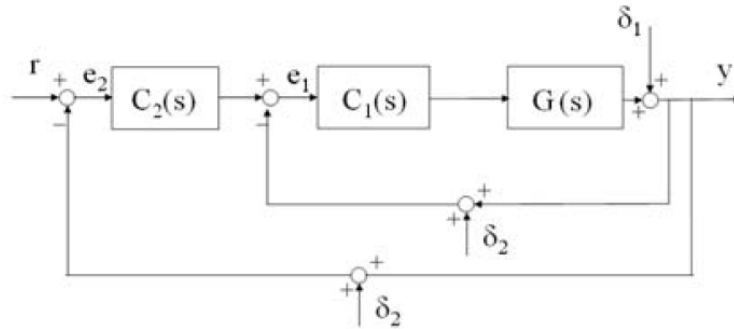 δ₁
r + e₂ C₂(s) + e₁ C₁(s) G(s) + + y
− −
+ +
δ₂
+ +
δ₂